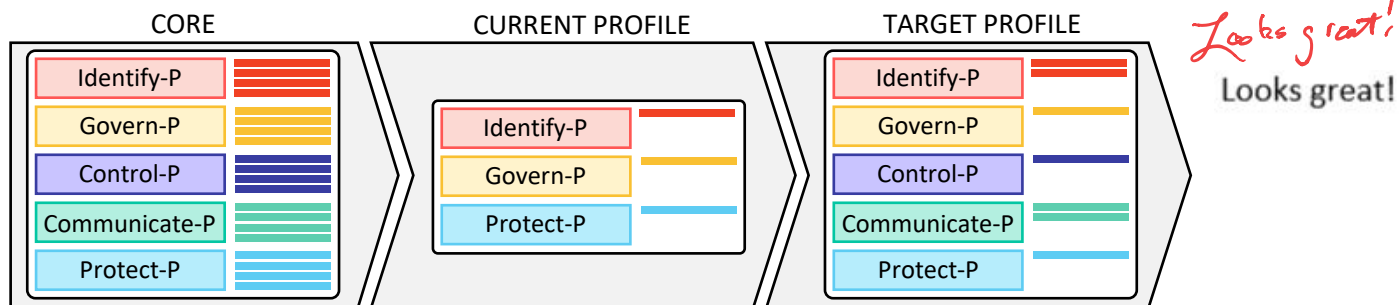 CORE
Identify-P
Govern-P
Control-P
Communicate-P
Protect-P
CURRENT PROFILE
Identify-P
Govern-P
Protect-P
TARGET PROFILE
Identify-P
Govern-P
Control-P
Communicate-P
Protect-P
Looks great!
Looks great!